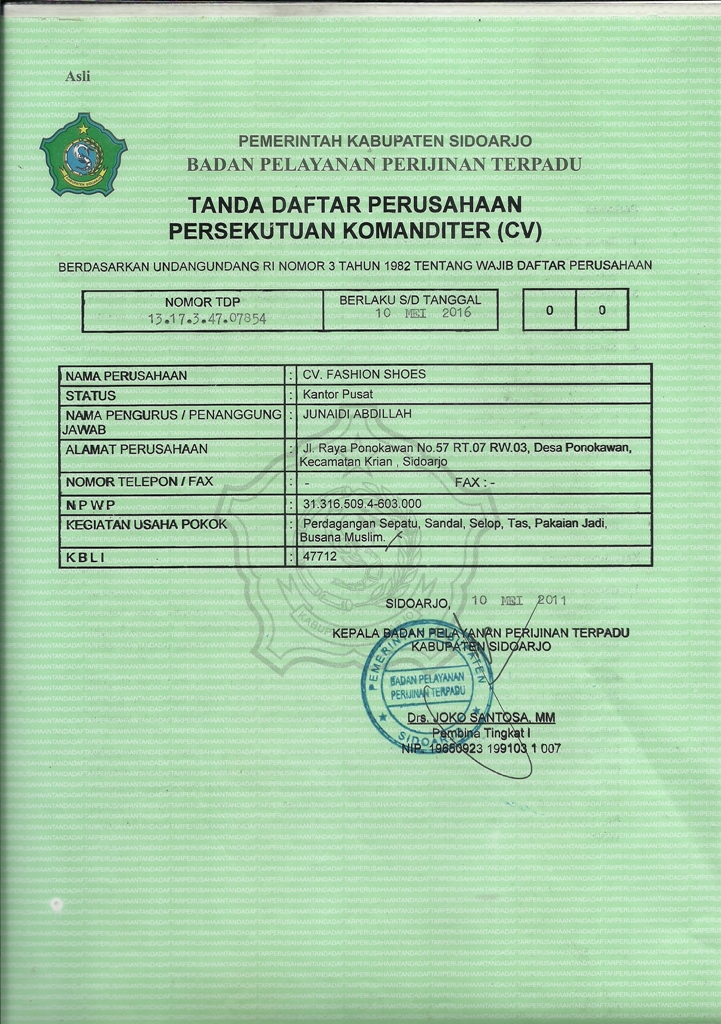 Asli
PEMERINTAH KABUPATEN SIDOARJO
BADAN PELAYANAN PERIJINAN TERPADU
TANDA DAFTAR PERUSAHAAN
PERSEKUTUAN KOMANDITER (CV)
BERDASARKAN UNDANGUNDANG RI NOMOR 3 TAHUN 1982 TENTANG WAJIB DAFTAR PERUSAHAAN
NOMOR TDP BERLAKU S/D TANGGAL 0 0
13.17.3.47.07854 10 MEI 2016
NAMA PERUSAHAAN : CV. FASHION SHOES
STATUS : Kantor Pusat
NAMA PENGURUS / PENANGGUNG : JUNAIDI ABDILLAH
JAWAB
ALAMAT PERUSAHAAN : Jl. Raya Ponokawan No.57 RT.07 RW.03, Desa Ponokawan,
Kecamatan Krian , Sidoarjo
NOMOR TELEPON / FAX : - FAX : -
N P W P : 31.316.509.4-603.000
KEGIATAN USAHA POKOK : Perdagangan Sepatu, Sandal, Selop, Tas, Pakaian Jadi,
Busana Muslim.
K B L I : 47712
SIDOARJO, 10 MEI 2011
KEPALA BADAN PELAYANAN PERIJINAN TERPADU
KABUPATEN SIDOARJO
PEMERINTAH KABUPATEN
BADAN PELAYANAN
PERIJINAN TERPADU
SIDOARJO
Drs. JOKO SANTOSA, MM
Pembina Tingkat I
NIP. 19650923 199103 1 007